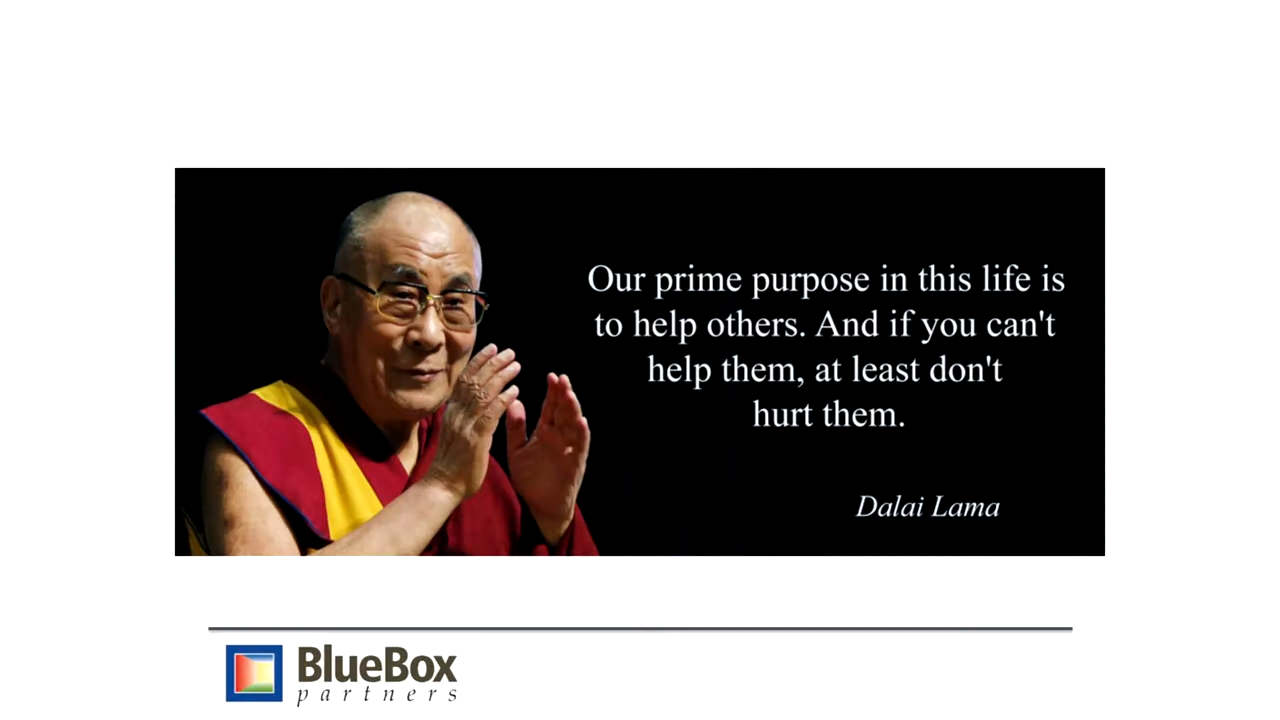 Our prime purpose in this life is
to help others. And if you can't
help them, at least don't
hurt them.
Dalai Lama
BlueBox
partners